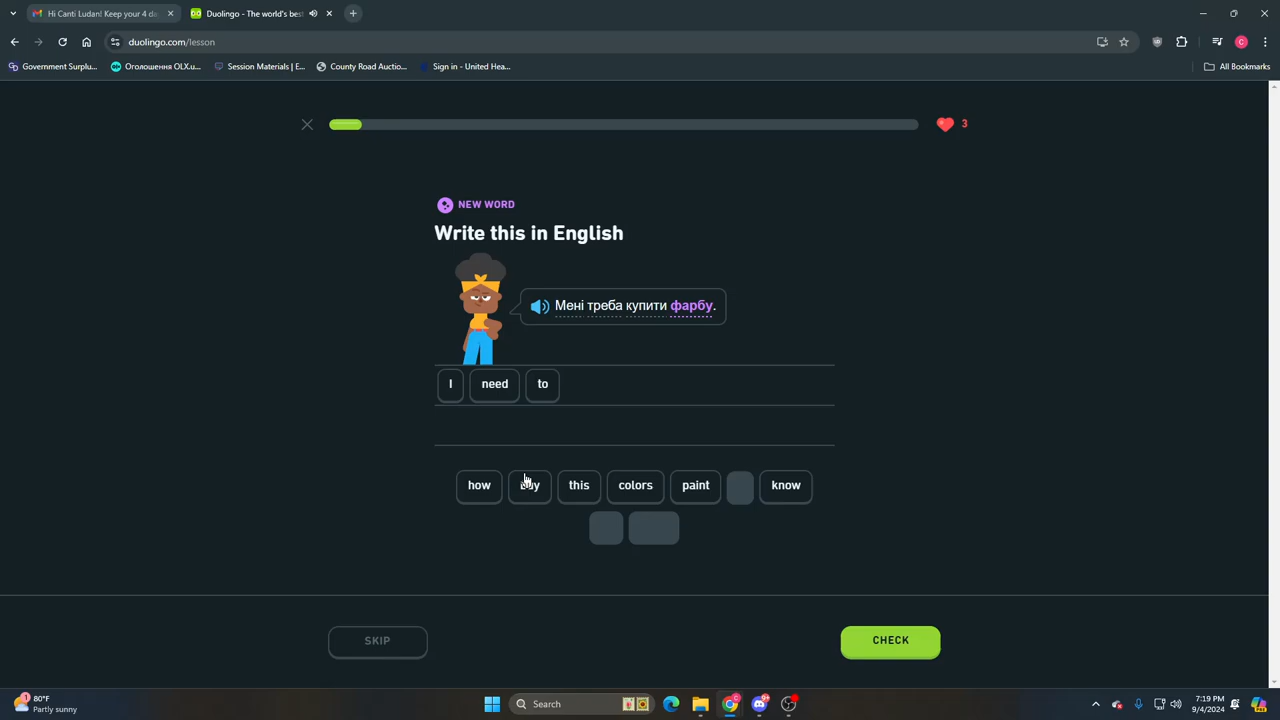 Hi Canti Ludan! Keep your 4 da
Duolingo - The world's best
duolingo.com/lesson
Government Surplu...
Оголошення OLX.u...
Session Materials | E...
County Road Auctio...
Sign in - United Hea...
All Bookmarks
3
NEW WORD
Write this in English
Мені треба купити фарбу.
I need to
how buy this colors paint know
SKIP
CHECK
80°F
Partly sunny
Search
7:19 PM
9/4/2024